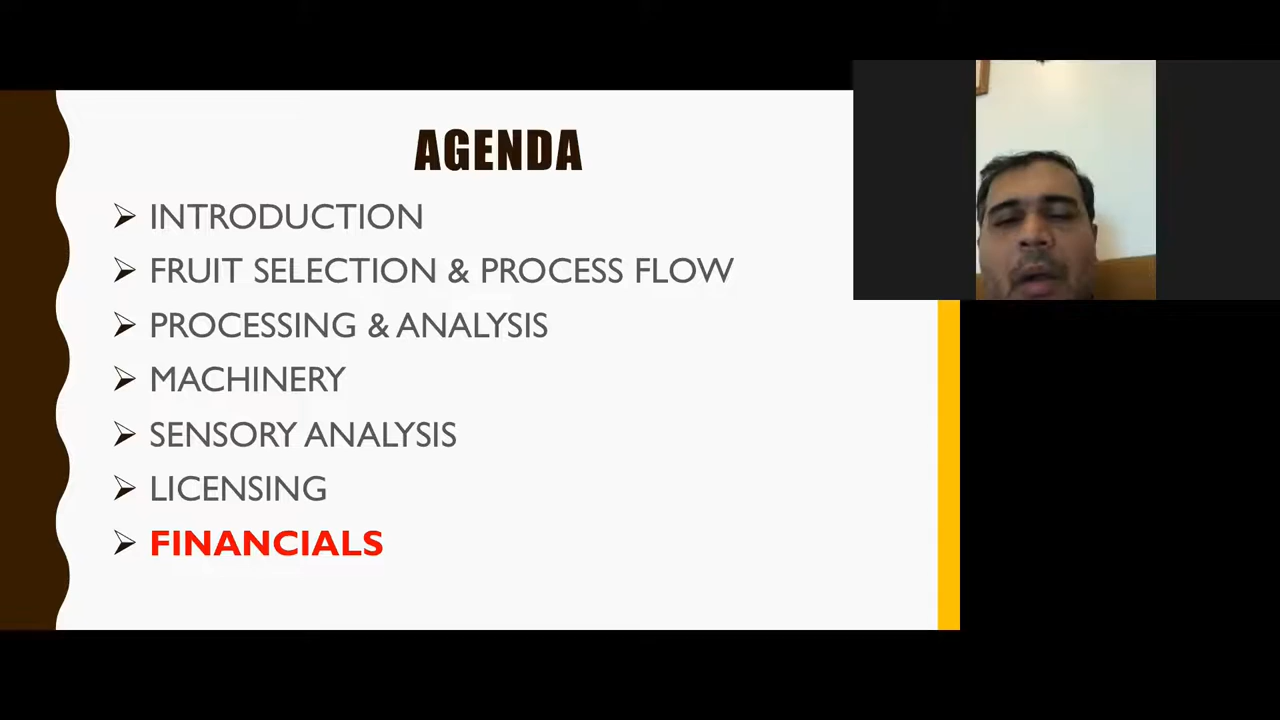 AGENDA
INTRODUCTION
FRUIT SELECTION & PROCESS FLOW
PROCESSING & ANALYSIS
MACHINERY
SENSORY ANALYSIS
LICENSING
FINANCIALS